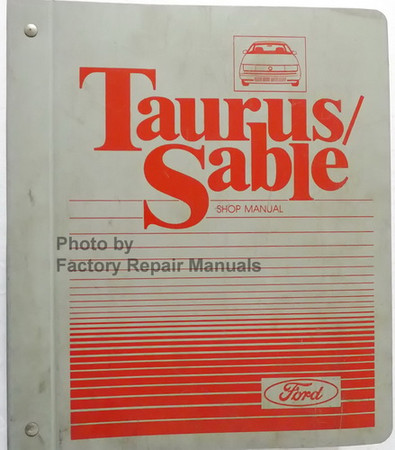 Taurus/
Sable
SHOP MANUAL
Photo by
Factory Repair Manuals
Ford